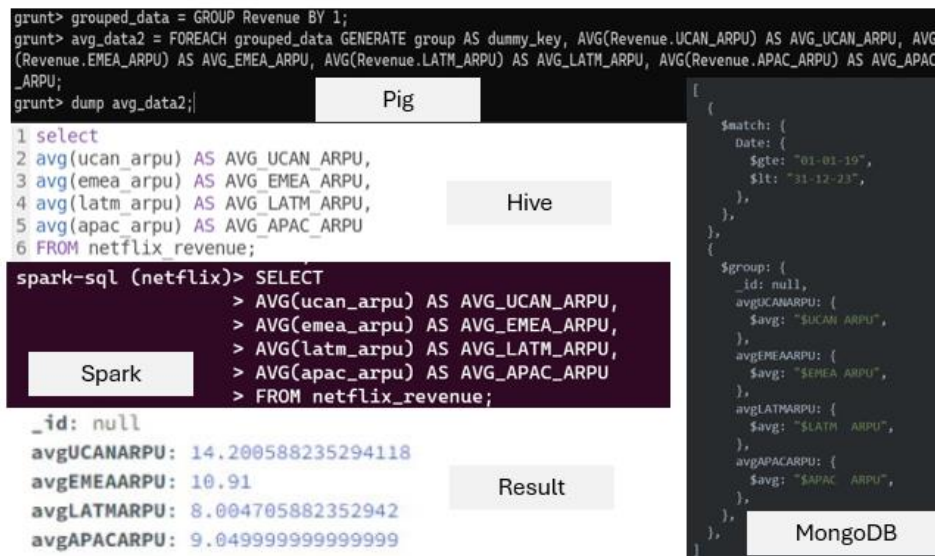 grunt> grouped_data = GROUP Revenue BY 1;
grunt> avg_data2 = FOREACH grouped_data GENERATE group AS dummy_key, AVG(Revenue.UCAN_ARPU) AS AVG_UCAN_ARPU, AVG
(Revenue.EMEA_ARPU) AS AVG_EMEA_ARPU, AVG(Revenue.LATM_ARPU) AS AVG_LATM_ARPU, AVG(Revenue.APAC_ARPU) AS AVG_APAC
_ARPU;
grunt> dump avg_data2;
Pig
1 select
2 avg(ucan_arpu) AS AVG_UCAN_ARPU,
3 avg(emea_arpu) AS AVG_EMEA_ARPU,
4 avg(latm_arpu) AS AVG_LATM_ARPU,
5 avg(apac_arpu) AS AVG_APAC_ARPU
6 FROM netflix_revenue;
Hive
spark-sql (netflix)> SELECT
> AVG(ucan_arpu) AS AVG_UCAN_ARPU,
> AVG(emea_arpu) AS AVG_EMEA_ARPU,
> AVG(latm_arpu) AS AVG_LATM_ARPU,
> AVG(apac_arpu) AS AVG_APAC_ARPU
> FROM netflix_revenue;
Spark
_id: null
avgUCANARPU: 14.200588235294118
avgEMEAARPU: 10.91
avgLATMARPU: 8.004705882352942
avgAPACARPU: 9.049999999999999
Result
[
{
$match: {
Date: {
$gte: "01-01-19",
$lt: "31-12-23",
},
},
},
{
$group: {
_id: null,
avgUCANARPU: {
$avg: "$UCAN ARPU",
},
avgEMEAARPU: {
$avg: "$EMEA ARPU",
},
avgLATMARPU: {
$avg: "$LATM  ARPU",
},
avgAPACARPU: {
$avg: "$APAC  ARPU",
},
},
},
]
MongoDB